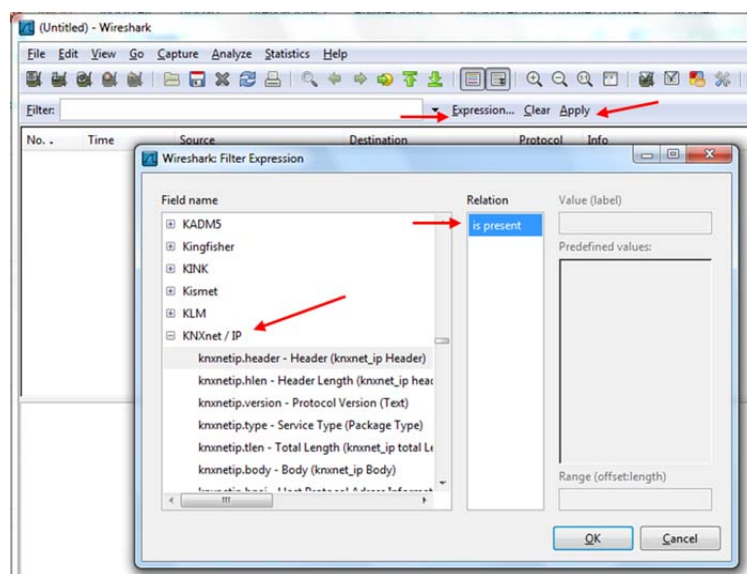 (Untitled) - Wireshark
File Edit View Go Capture Analyze Statistics Help
Filter: Expression... Clear Apply
No. . Time Source Destination Protocol Info
Wireshark: Filter Expression
Field name Relation Value (label)
KADM5 is present
Kingfisher Predefined values:
KINK
Kismet
KLM
KNXnet / IP
knxnetip.header - Header (knxnet_ip Header)
knxnetip.hlen - Header Length (knxnet_ip head
knxnetip.version - Protocol Version (Text)
knxnetip.type - Service Type (Package Type)
knxnetip.tlen - Total Length (knxnet_ip total Le
knxnetip.body - Body (knxnet_ip Body)
Range (offset:length)
OK Cancel